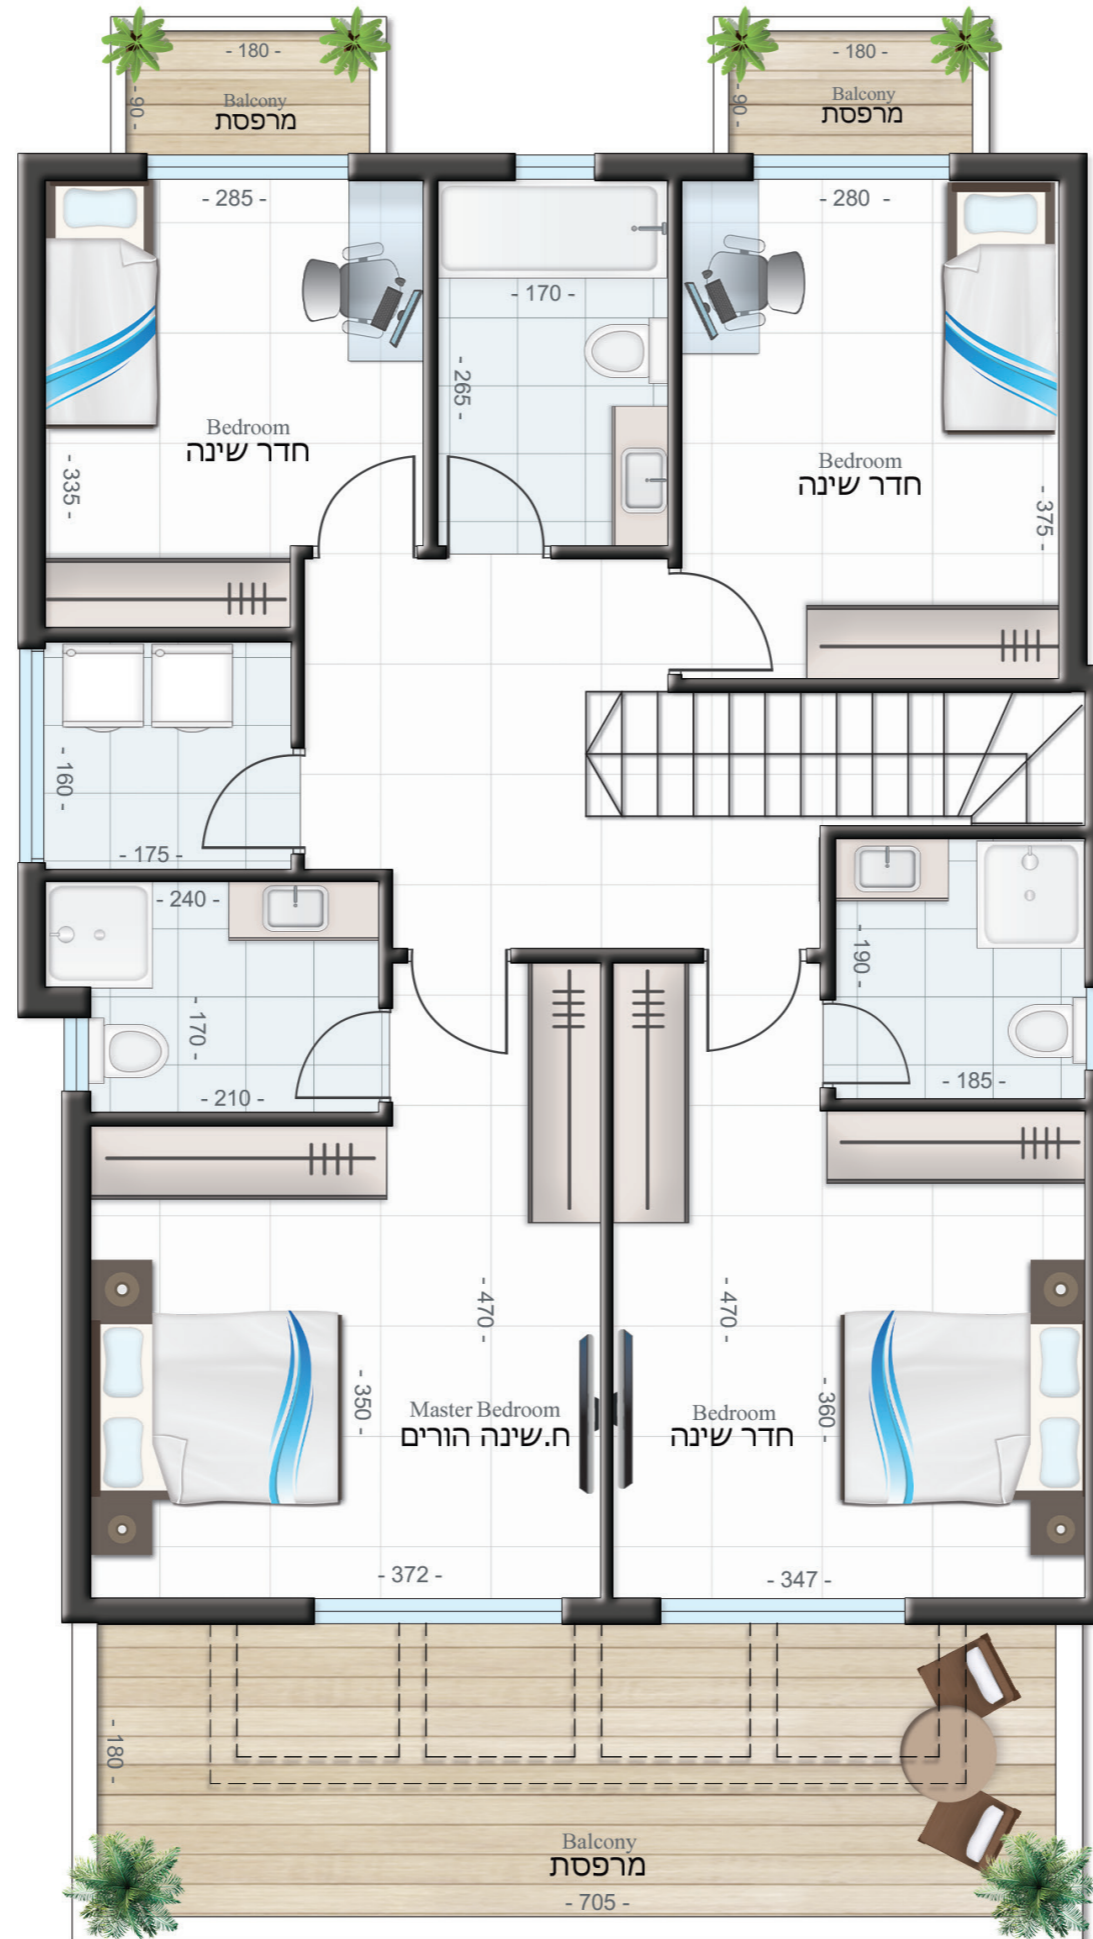 - 180 -
- 90 -
Balcony
מרפסת
- 180 -
- 90 -
Balcony
מרפסת
- 285 -
- 335 -
Bedroom
חדר שינה
- 170 -
- 265 -
- 280 -
Bedroom
חדר שינה
- 375 -
- 160 -
- 175 -
- 240 -
- 170 -
- 210 -
- 190 -
- 185 -
- 470 -
- 350 -
Master Bedroom
ח.שינה הורים
- 372 -
- 470 -
- 360 -
Bedroom
חדר שינה
- 347 -
- 180 -
Balcony
מרפסת
- 705 -